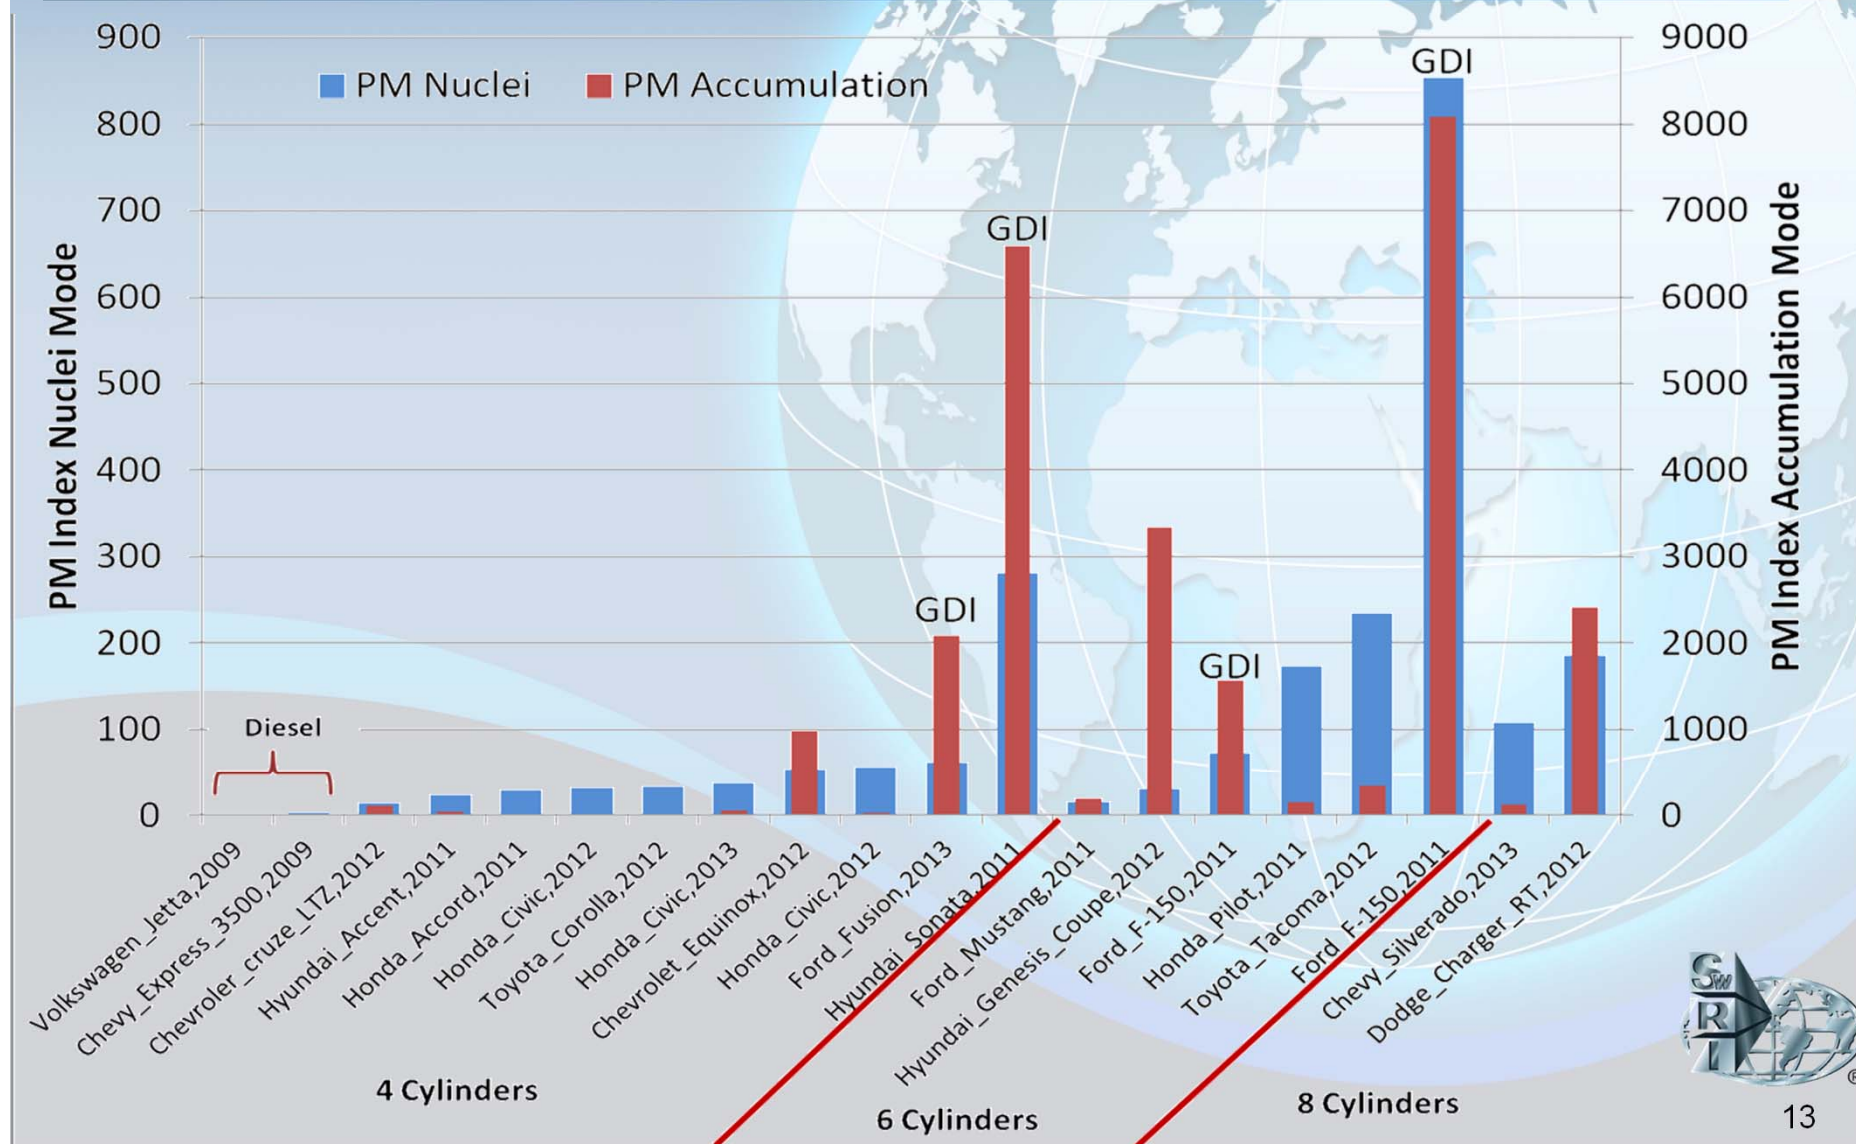 900
800
700
600
500
400
300
200
100
0
PM Index Nuclei Mode
PM Nuclei
PM Accumulation
9000
8000
7000
6000
5000
4000
3000
2000
1000
0
PM Index Accumulation Mode
Diesel
GDI
GDI
GDI
GDI
Volkswagen_Jetta,2009
Chevy_Express_3500,2009
Chevroler_cruze_LTZ,2012
Hyundai_Accent,2011
Honda_Accord,2011
Honda_Civic,2012
Toyota_Corolla,2012
Honda_Civic,2013
Chevrolet_Equinox,2012
Honda_Civic,2012
Ford_Fusion,2013
Hyundai_Sonata,2011
Ford_Mustang,2011
Hyundai_Genesis_Coupe,2012
Ford_F-150,2011
Honda_Pilot,2011
Toyota_Tacoma,2012
Ford_F-150,2011
Chevy_Silverado,2013
Dodge_Charger_RT,2012
4 Cylinders
6 Cylinders
8 Cylinders
SwRI®
13